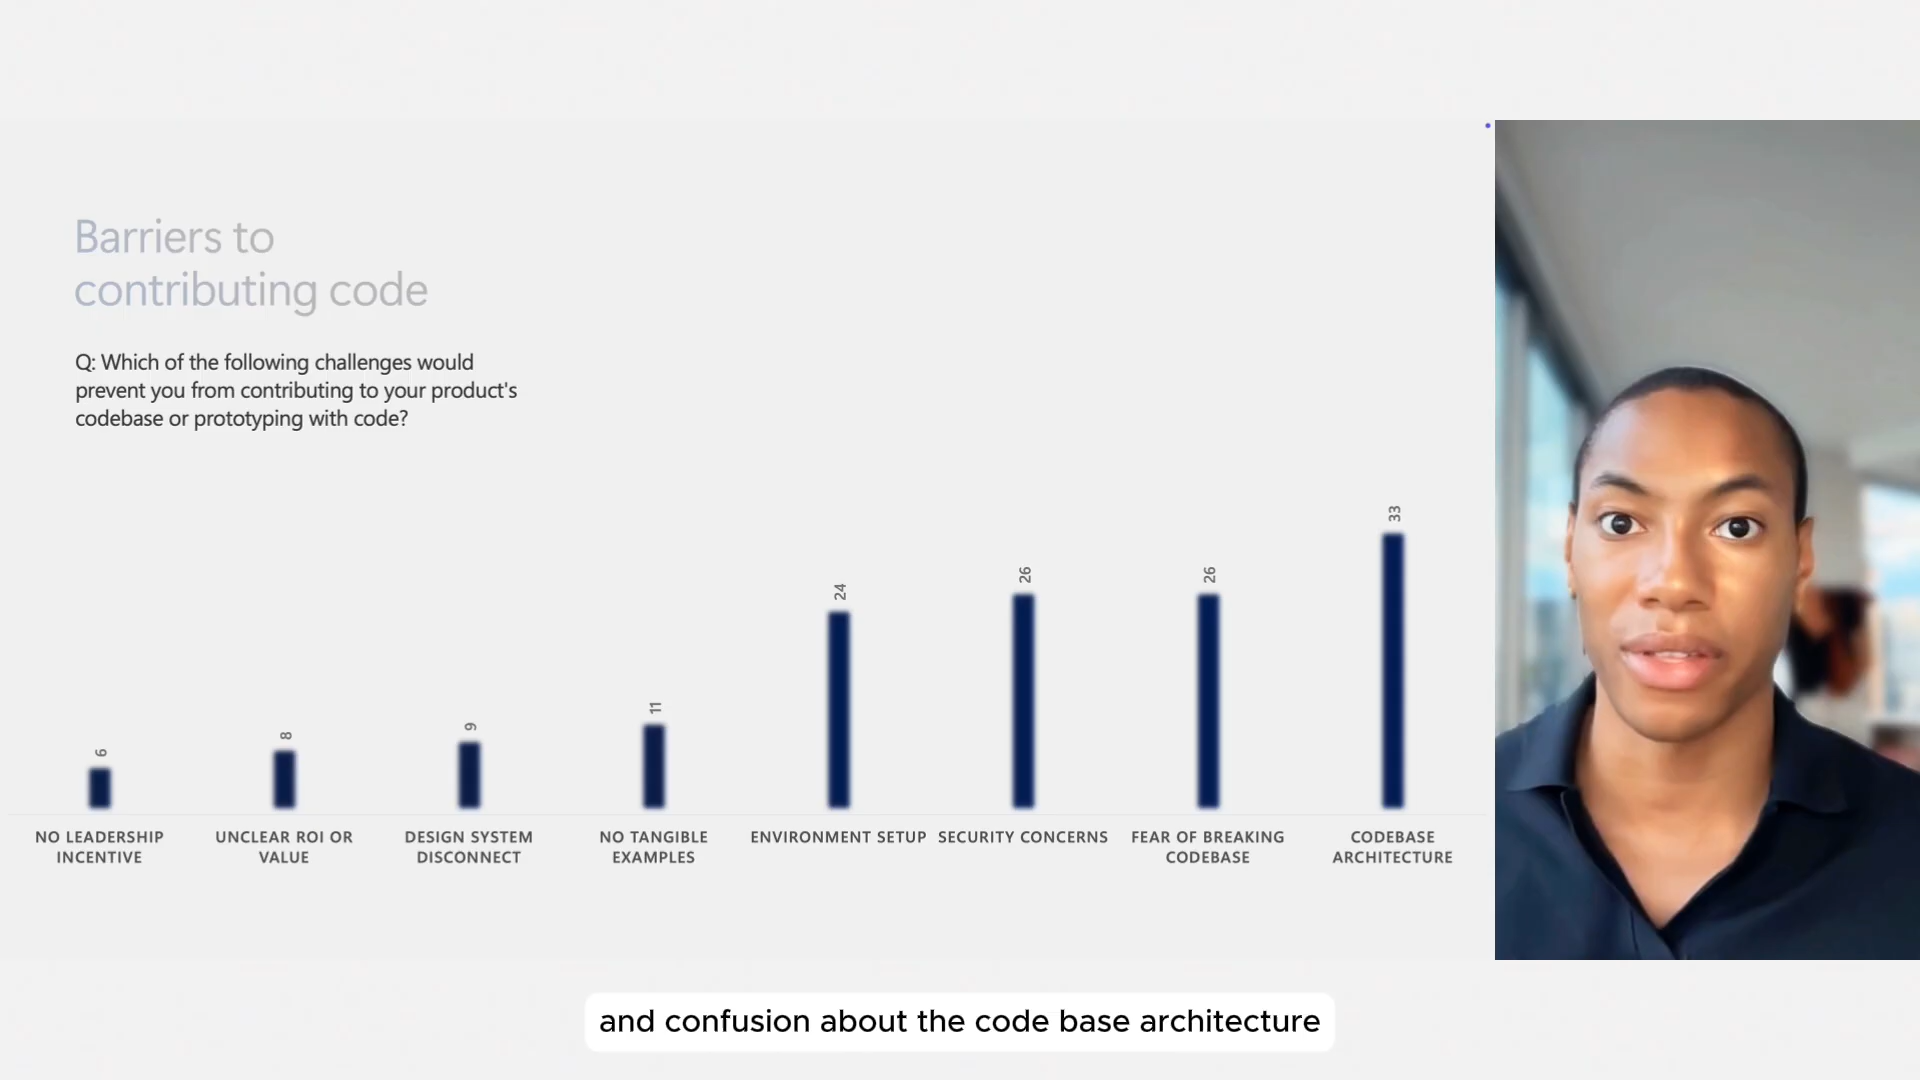 Barriers to
contributing code
Q: Which of the following challenges would
prevent you from contributing to your product's
codebase or prototyping with code?
6
8
9
11
24
26
26
33
NO LEADERSHIP
INCENTIVE
UNCLEAR ROI OR
VALUE
DESIGN SYSTEM
DISCONNECT
NO TANGIBLE
EXAMPLES
ENVIRONMENT SETUP
SECURITY CONCERNS
FEAR OF BREAKING
CODEBASE
CODEBASE
ARCHITECTURE
and confusion about the code base architecture